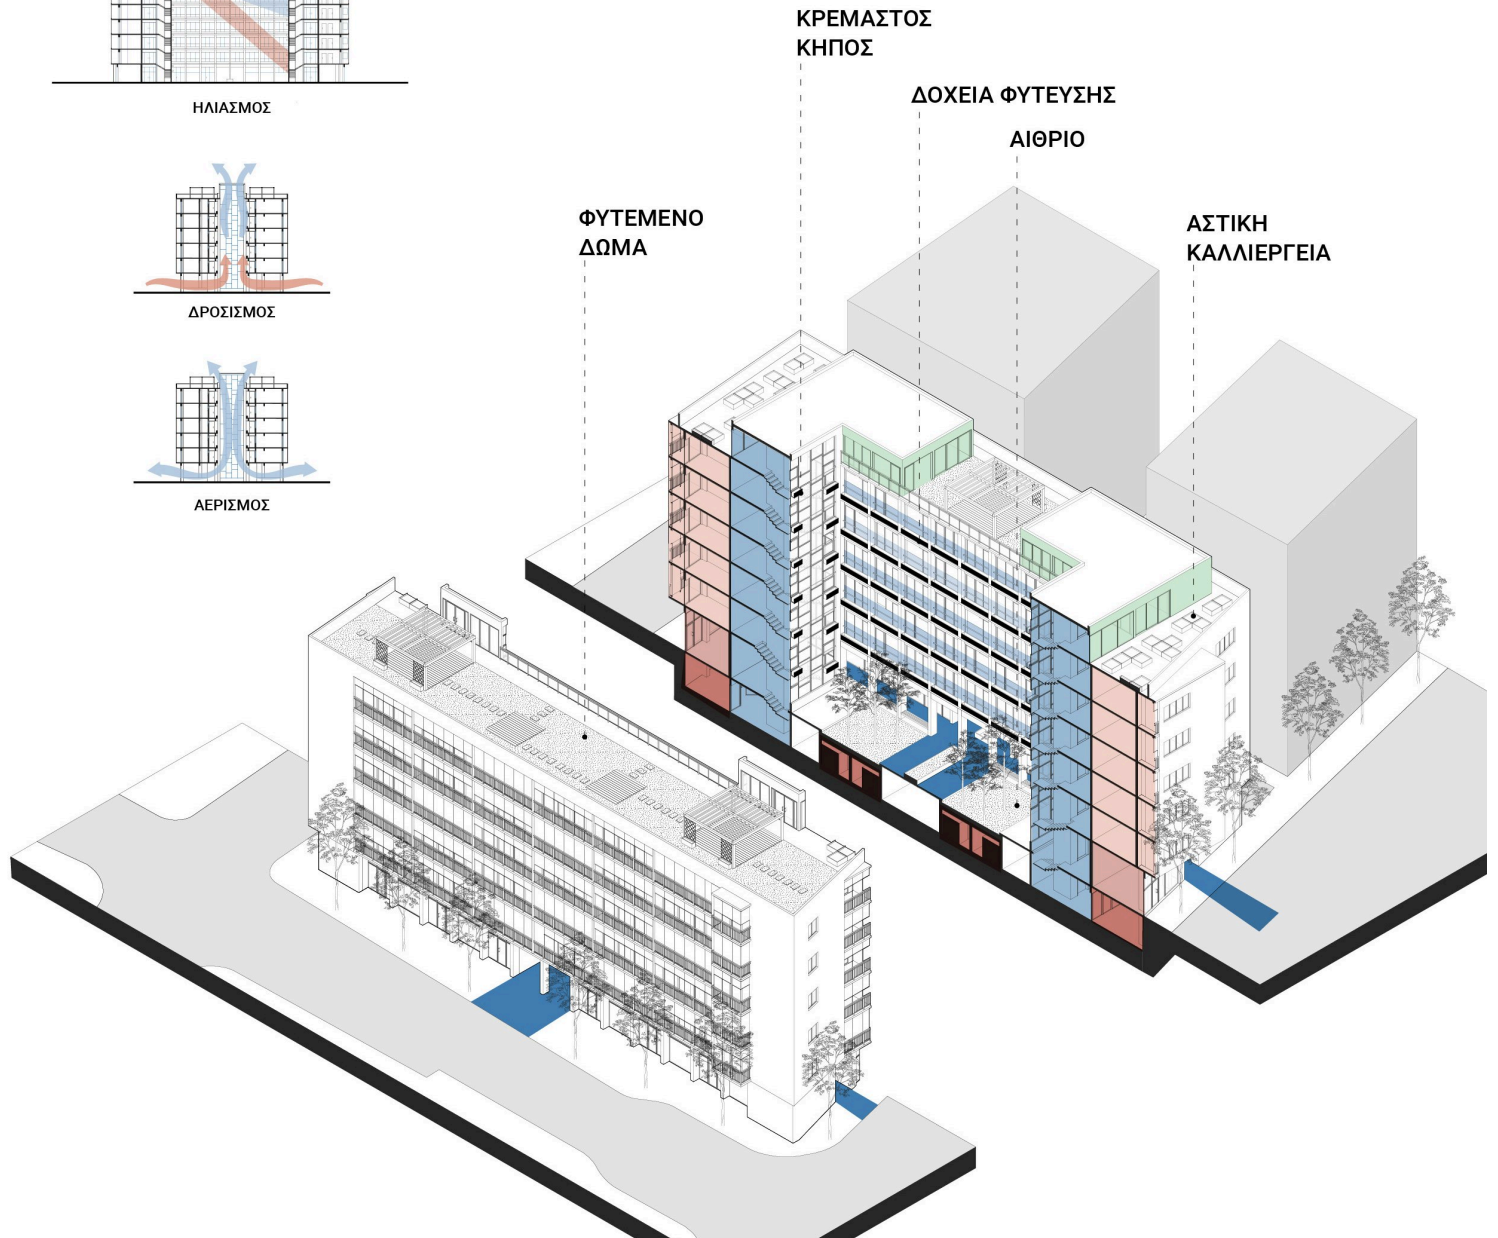 ΚΡΕΜΑΣΤΟΣ
ΚΗΠΟΣ
ΔΟΧΕΙΑ ΦΥΤΕΥΣΗΣ
ΗΛΙΑΣΜΟΣ
ΑΙΘΡΙΟ
ΦΥΤΕΜΕΝΟ
ΔΩΜΑ
ΑΣΤΙΚΗ
ΚΑΛΛΙΕΡΓΕΙΑ
ΔΡΟΣΙΣΜΟΣ
ΑΕΡΙΣΜΟΣ